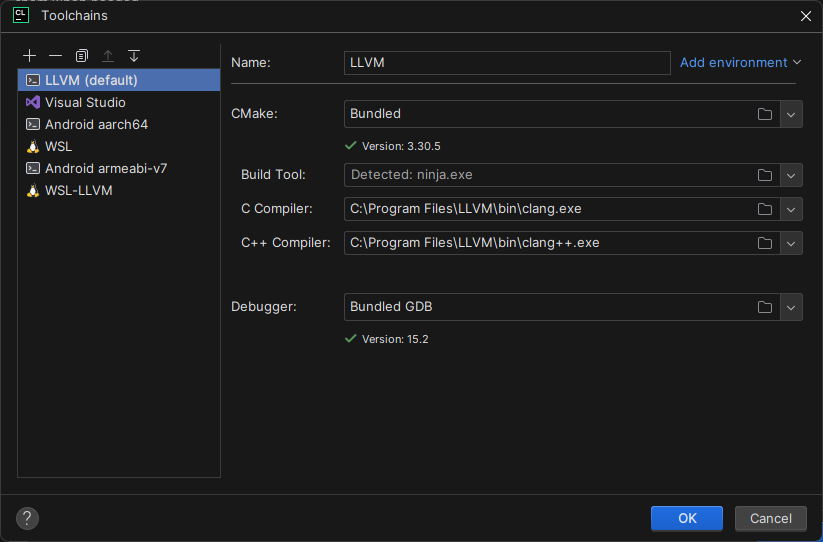 CL
Toolchains
LLVM (default)
Visual Studio
Android aarch64
WSL
Android armeabi-v7
WSL-LLVM
Name:
LLVM
Add environment
CMake:
Bundled
Version: 3.30.5
Build Tool:
Detected: ninja.exe
C Compiler:
C:\Program Files\LLVM\bin\clang.exe
C++ Compiler:
C:\Program Files\LLVM\bin\clang++.exe
Debugger:
Bundled GDB
Version: 15.2
?
OK
Cancel